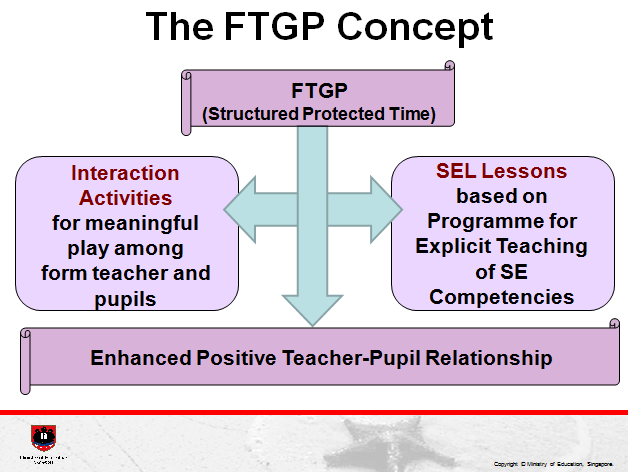 The FTGP Concept
FTGP
(Structured Protected Time)
Interaction
Activities
for meaningful
play among
form teacher and
pupils
SEL Lessons
based on
Programme for
Explicit Teaching
of SE
Competencies
Enhanced Positive Teacher-Pupil Relationship
Copyright © Ministry of Education, Singapore.